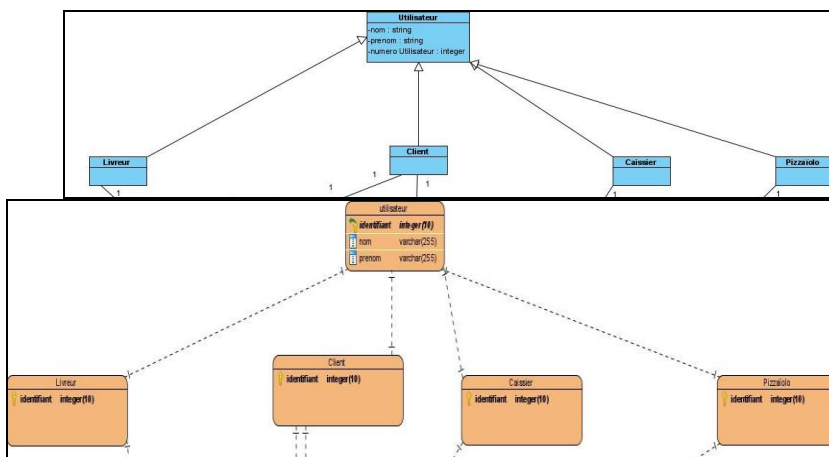 Utilisateur
-nom : string
-prenom : string
-numero Utilisateur : integer
Livreur
Client
Caissier
Pizzaiolo
1
1
1
1
1
utilisateur
identifiant integer(10)
nom varchar(255)
prenom varchar(255)
Livreur
identifiant integer(10)
Client
identifiant integer(10)
Caissier
identifiant integer(10)
Pizzaiolo
identifiant integer(10)